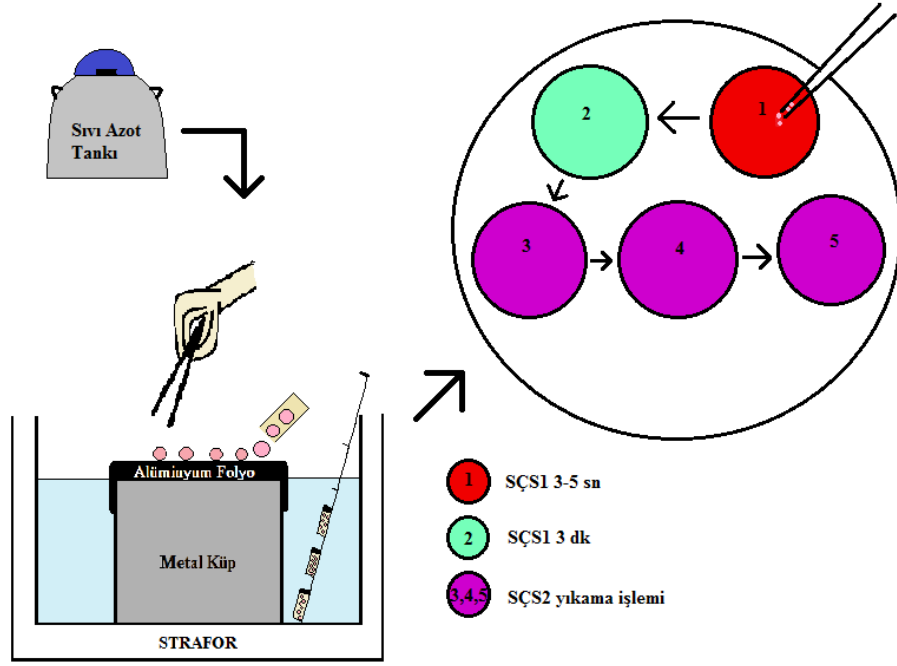 Sıvı Azot
Tankı
1
2
3
4
5
Alümiuyum Folyo
Metal Küp
STRAFOR
1 SÇS1 3-5 sn
2 SÇS1 3 dk
3,4,5 SÇS2 yıkama işlemi